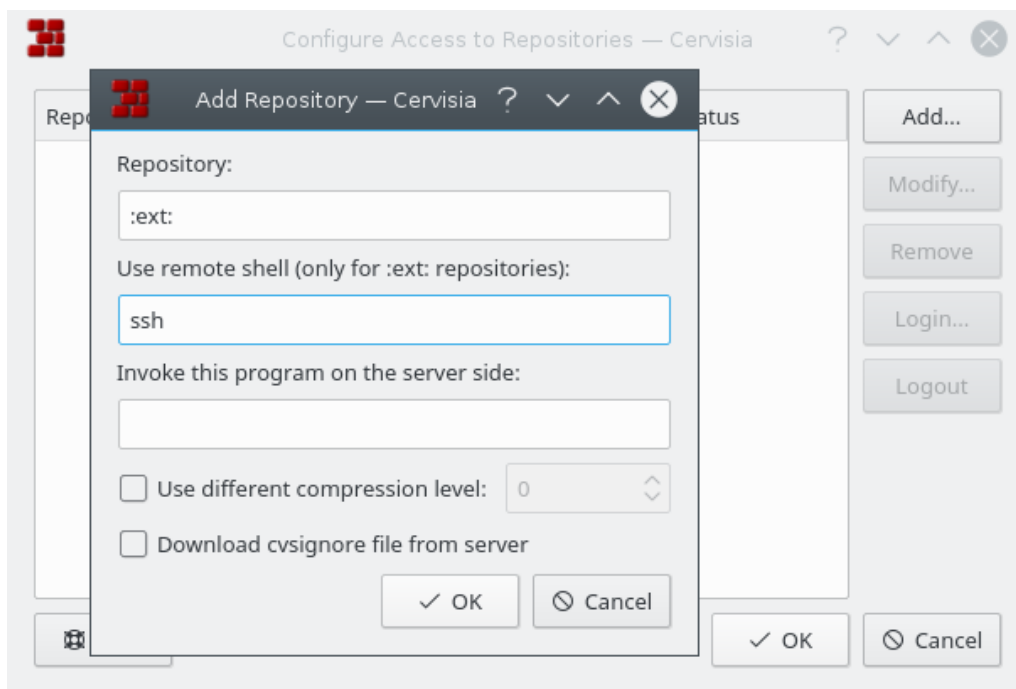 Configure Access to Repositories — Cervisia
Add Repository — Cervisia
Add...
Repository:
Modify...
:ext:
Use remote shell (only for :ext: repositories):
Remove
ssh
Login...
Invoke this program on the server side:
Logout
Use different compression level: 0
Download cvsignore file from server
OK Cancel
OK Cancel